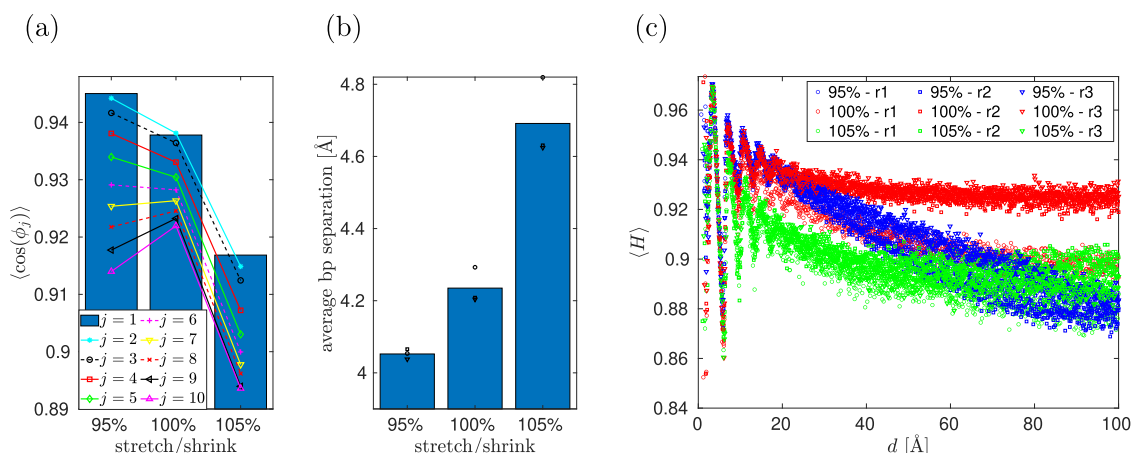 (a)
(b)
(c)
0.94
0.93
0.92
0.91
0.9
0.89
⟨cos(ϕ_j)⟩
j = 1
j = 2
j = 3
j = 4
j = 5
j = 6
j = 7
j = 8
j = 9
j = 10
95% 100% 105%
stretch/shrink
4.8
4.6
4.4
4.2
4
average bp separation [Å]
95% 100% 105%
stretch/shrink
0.96
0.94
0.92
0.9
0.88
0.86
0.84
⟨H⟩
95% - r1 95% - r2 95% - r3
100% - r1 100% - r2 100% - r3
105% - r1 105% - r2 105% - r3
0 20 40 60 80 100
d [Å]